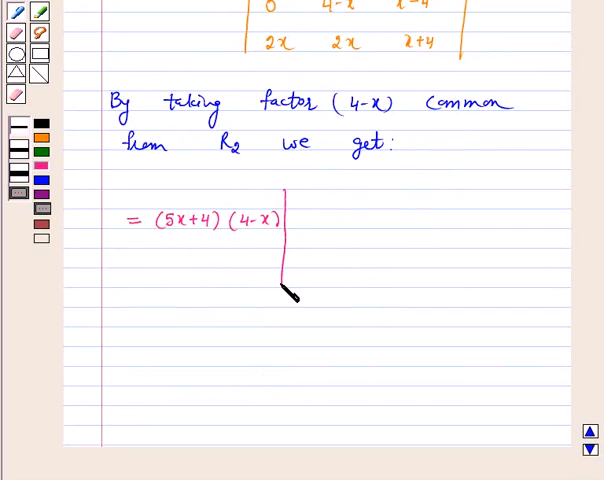 0 4-x x-4
2x 2x x+4
By taking factor (4-x) common
from R₂ we get:
= (5x+4) (4-x)